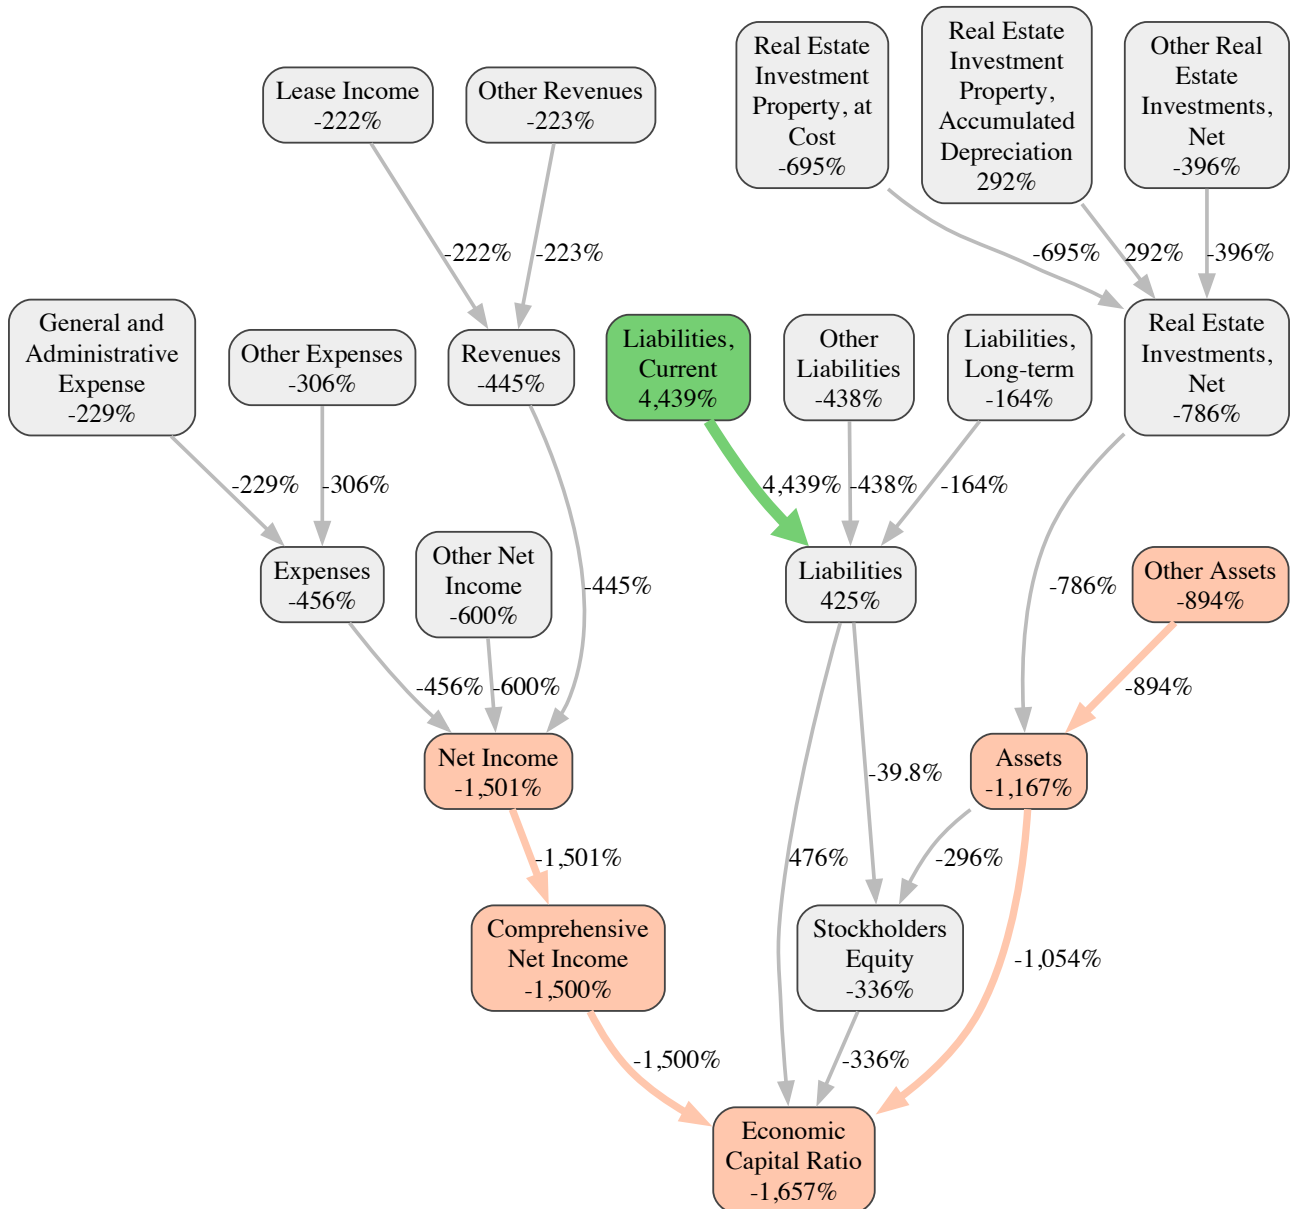 Real Estate
Investment
Property, at
Cost
-695%
Real Estate
Investment
Property,
Accumulated
Depreciation
292%
Other Real
Estate
Investments,
Net
-396%
Lease Income
-222%
Other Revenues
-223%
-222%
-223%
-695%
292%
-396%
General and
Administrative
Expense
-229%
Other Expenses
-306%
Revenues
-445%
Liabilities,
Current
4,439%
Other
Liabilities
-438%
Liabilities,
Long-term
-164%
Real Estate
Investments,
Net
-786%
-229%
-306%
4,439%
-438%
-164%
Expenses
-456%
Other Net
Income
-600%
-445%
Liabilities
425%
-786%
Other Assets
-894%
-456%
-600%
-894%
Net Income
-1,501%
-39.8%
Assets
-1,167%
-1,501%
476%
-296%
Comprehensive
Net Income
-1,500%
Stockholders
Equity
-336%
-1,054%
-1,500%
-336%
Economic
Capital Ratio
-1,657%